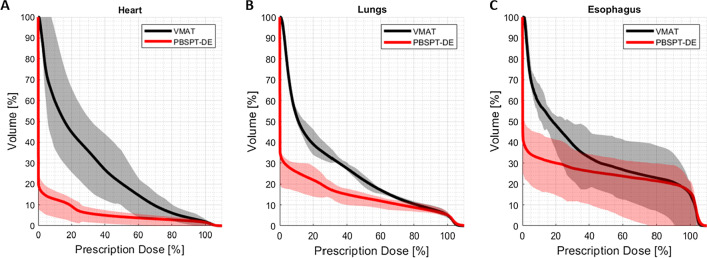 A
Heart
VMAT
PBSPT-DE
Volume [%]
100
90
80
70
60
50
40
30
20
10
0
0 20 40 60 80 100
Prescription Dose [%]
B
Lungs
VMAT
PBSPT-DE
Volume [%]
100
90
80
70
60
50
40
30
20
10
0
0 20 40 60 80 100
Prescription Dose [%]
C
Esophagus
VMAT
PBSPT-DE
Volume [%]
100
90
80
70
60
50
40
30
20
10
0
0 20 40 60 80 100
Prescription Dose [%]